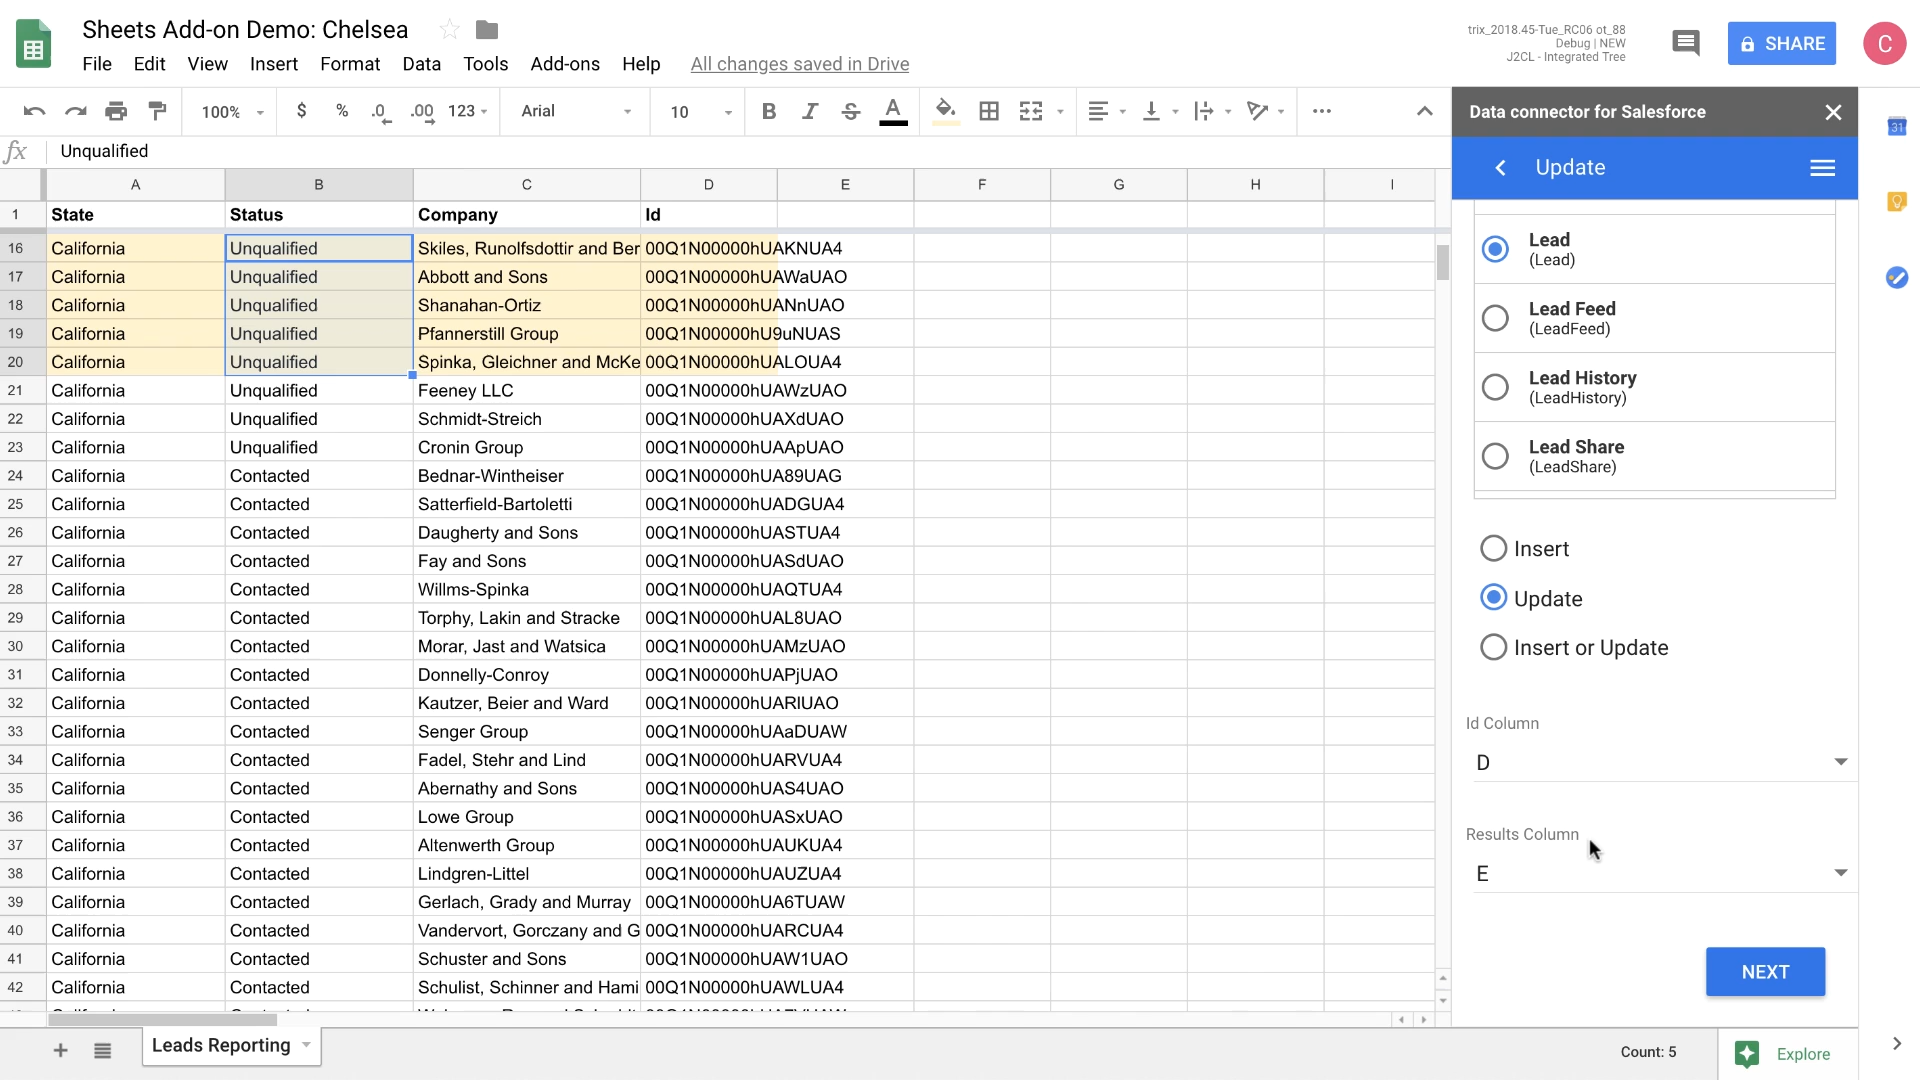 Sheets Add-on Demo: Chelsea
trix_2018.45-Tue_RC06 ot_88
Debug | NEW
J2CL - Integrated Tree
SHARE
C
File Edit View Insert Format Data Tools Add-ons Help All changes saved in Drive
100% $ % .0 .00 123 Arial 10 B I S A
fx Unqualified
Data connector for Salesforce
31
Update
A B C D E F G H I
1 State Status Company Id
16 California Unqualified Skiles, Runolfsdottir and Ber 00Q1N00000hUAKNUA4
17 California Unqualified Abbott and Sons 00Q1N00000hUAWaUAO
18 California Unqualified Shanahan-Ortiz 00Q1N00000hUANnUAO
19 California Unqualified Pfannerstill Group 00Q1N00000hU9uNUAS
20 California Unqualified Spinka, Gleichner and McKe 00Q1N00000hUALOUA4
21 California Unqualified Feeney LLC 00Q1N00000hUAWzUAO
22 California Unqualified Schmidt-Streich 00Q1N00000hUAXdUAO
23 California Unqualified Cronin Group 00Q1N00000hUAApUAO
24 California Contacted Bednar-Wintheiser 00Q1N00000hUA89UAG
25 California Contacted Satterfield-Bartoletti 00Q1N00000hUADGUA4
26 California Contacted Daugherty and Sons 00Q1N00000hUASTUA4
27 California Contacted Fay and Sons 00Q1N00000hUASdUAO
28 California Contacted Willms-Spinka 00Q1N00000hUAQTUA4
29 California Contacted Torphy, Lakin and Stracke 00Q1N00000hUAL8UAO
30 California Contacted Morar, Jast and Watsica 00Q1N00000hUAMzUAO
31 California Contacted Donnelly-Conroy 00Q1N00000hUAPjUAO
32 California Contacted Kautzer, Beier and Ward 00Q1N00000hUARIUAO
33 California Contacted Senger Group 00Q1N00000hUAaDUAW
34 California Contacted Fadel, Stehr and Lind 00Q1N00000hUARVUA4
35 California Contacted Abernathy and Sons 00Q1N00000hUAS4UAO
36 California Contacted Lowe Group 00Q1N00000hUASxUAO
37 California Contacted Altenwerth Group 00Q1N00000hUAUKUA4
38 California Contacted Lindgren-Littel 00Q1N00000hUAUZUA4
39 California Contacted Gerlach, Grady and Murray 00Q1N00000hUA6TUAW
40 California Contacted Vandervort, Gorczany and G 00Q1N00000hUARCUA4
41 California Contacted Schuster and Sons 00Q1N00000hUAW1UAO
42 California Contacted Schulist, Schinner and Hami 00Q1N00000hUAWLUA4
Lead
(Lead)
Lead Feed
(LeadFeed)
Lead History
(LeadHistory)
Lead Share
(LeadShare)
Insert
Update
Insert or Update
Id Column
D
Results Column
E
NEXT
Leads Reporting
Count: 5
Explore